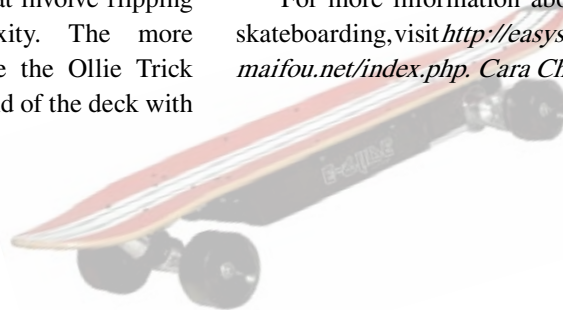 involve flipping
xity. The more
the Ollie Trick
of the deck with
For more information abo
skateboarding,visit http://easys
maifou.net/index.php. Cara Ch
E-GLIDE